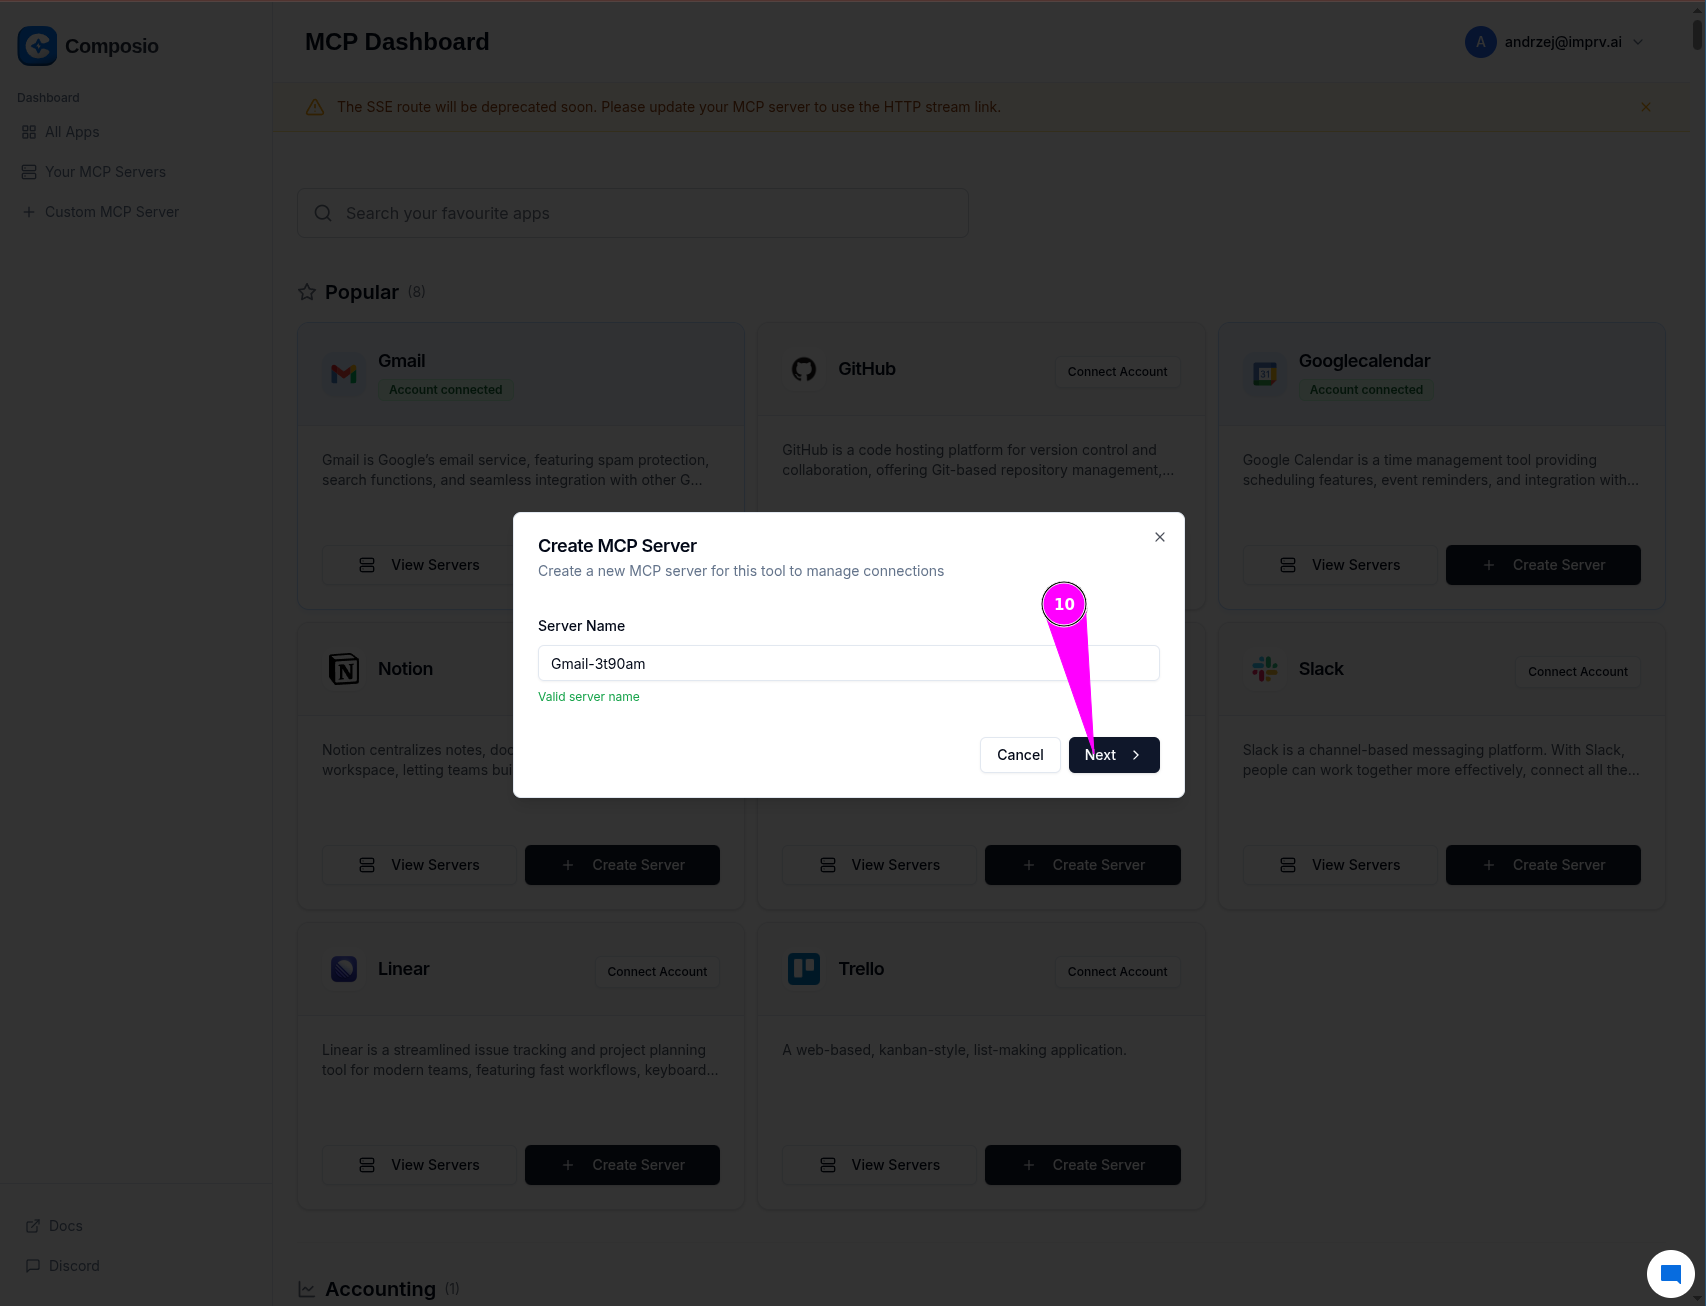 Composio
Dashboard
All Apps
Your MCP Servers
Custom MCP Server
Docs
Discord
MCP Dashboard
A
andrzej@imprv.ai
The SSE route will be deprecated soon. Please update your MCP server to use the HTTP stream link.
Search your favourite apps
Popular (8)
Gmail
Account connected
Gmail is Google's email service, featuring spam protection,
search functions, and seamless integration with other G...
View Servers
GitHub
Connect Account
GitHub is a code hosting platform for version control and
collaboration, offering Git-based repository management,...
Googlecalendar
Account connected
31
Google Calendar is a time management tool providing
scheduling features, event reminders, and integration with...
View Servers
Create Server
Create MCP Server
Create a new MCP server for this tool to manage connections
10
Server Name
Gmail-3t90am
Valid server name
Cancel
Next
Notion
Notion centralizes notes, doc
workspace, letting teams bui
View Servers
Create Server
View Servers
Create Server
Slack
Connect Account
Slack is a channel-based messaging platform. With Slack,
people can work together more effectively, connect all the...
View Servers
Create Server
Linear
Connect Account
Linear is a streamlined issue tracking and project planning
tool for modern teams, featuring fast workflows, keyboard...
View Servers
Create Server
Trello
Connect Account
A web-based, kanban-style, list-making application.
View Servers
Create Server
Accounting (1)